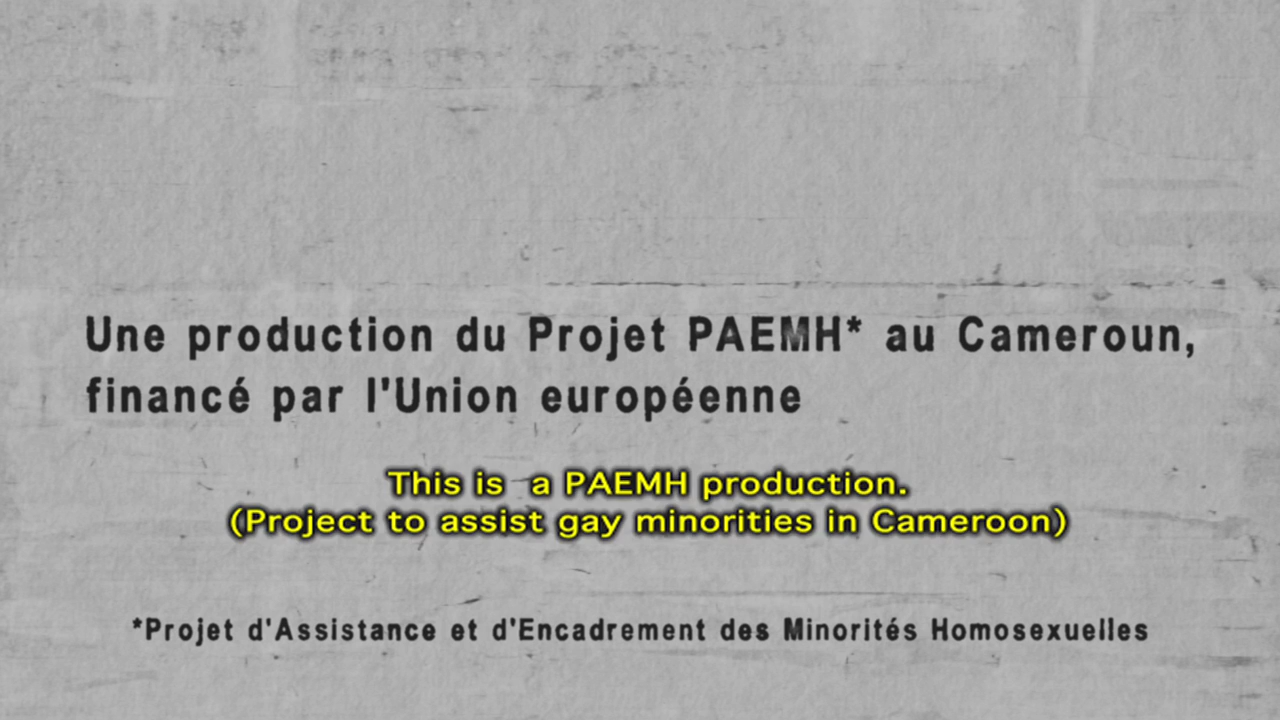 Une production du Projet PAEMH* au Cameroun,
financé par l'Union européenne
This is a PAEMH production.
(Project to assist gay minorities in Cameroon)
*Projet d'Assistance et d'Encadrement des Minorités Homosexuelles